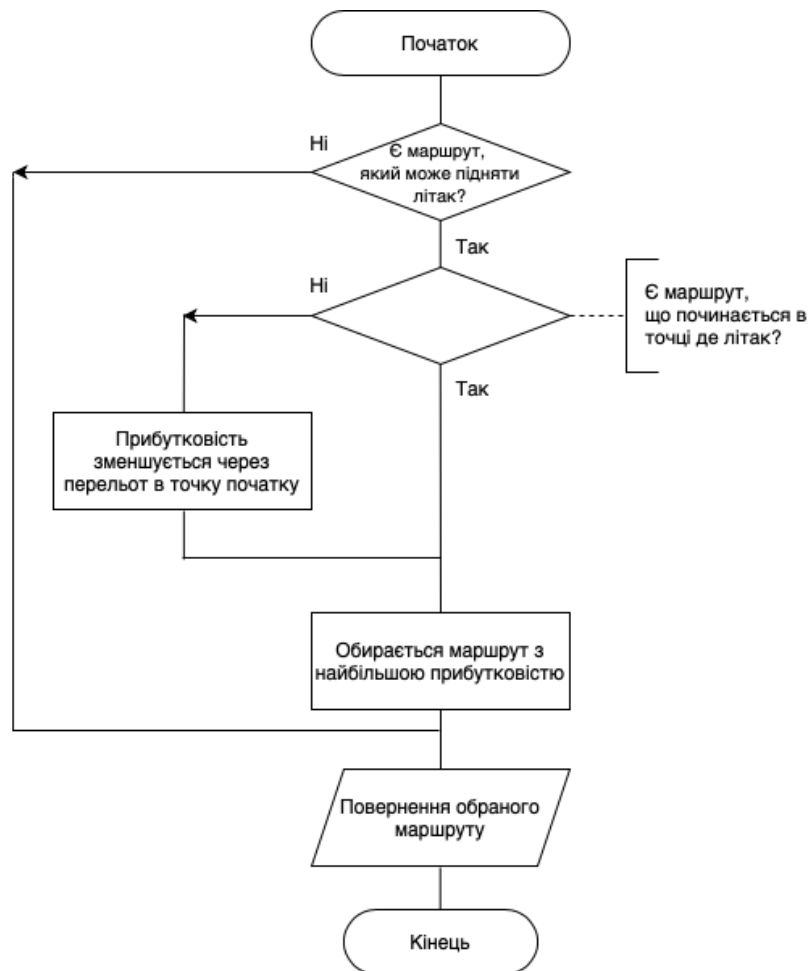 Початок
Ні
Є маршрут,
який може підняти
літак?
Так
Ні
Є маршрут,
що починається в
точці де літак?
Так
Прибутковість
зменшується через
перельот в точку початку
Обирається маршрут з
найбільшою прибутковістю
Повернення обраного
маршруту
Кінець